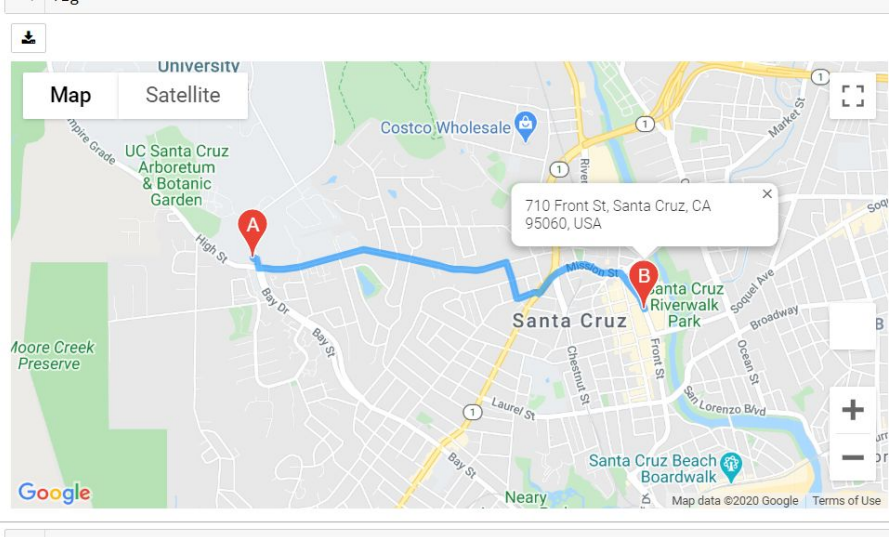 University
Map
Satellite
1
Costco Wholesale
1
Market St
Empire Grade
UC Santa Cruz
Arboretum
& Botanic
Garden
1
710 Front St, Santa Cruz, CA
95060, USA
×
A
High St
Mission St
B
Santa Cruz
Riverwalk
Park
Soquel Ave
Bay Dr
Santa Cruz
Broadway
Bay St
Moore Creek
Preserve
Chestnut St
Front St
Ocean St
1
Laurel St
San Lorenzo Blvd
+
Bay St
Santa Cruz Beach
Boardwalk
−
Google
Neary
Map data ©2020 Google
Terms of Use